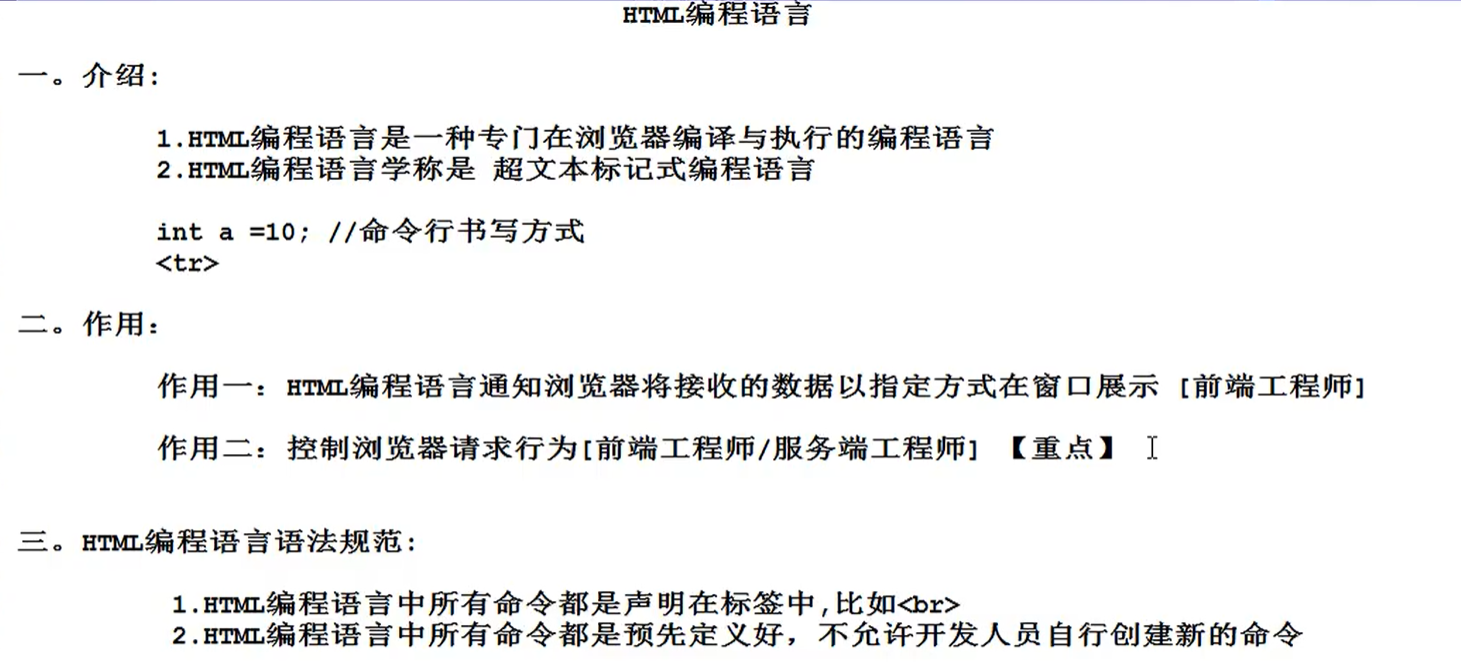 HTML编程语言
一。介绍:
1.HTML编程语言是一种专门在浏览器编译与执行的编程语言
2.HTML编程语言学称是 超文本标记式编程语言
int a =10; //命令行书写方式
<tr>
二。作用:
作用一: HTML编程语言通知浏览器将接收的数据以指定方式在窗口展示 [前端工程师]
作用二: 控制浏览器请求行为[前端工程师/服务端工程师] 【重点】
三。HTML编程语言语法规范:
1.HTML编程语言中所有命令都是声明在标签中,比如<br>
2.HTML编程语言中所有命令都是预先定义好，不允许开发人员自行创建新的命令